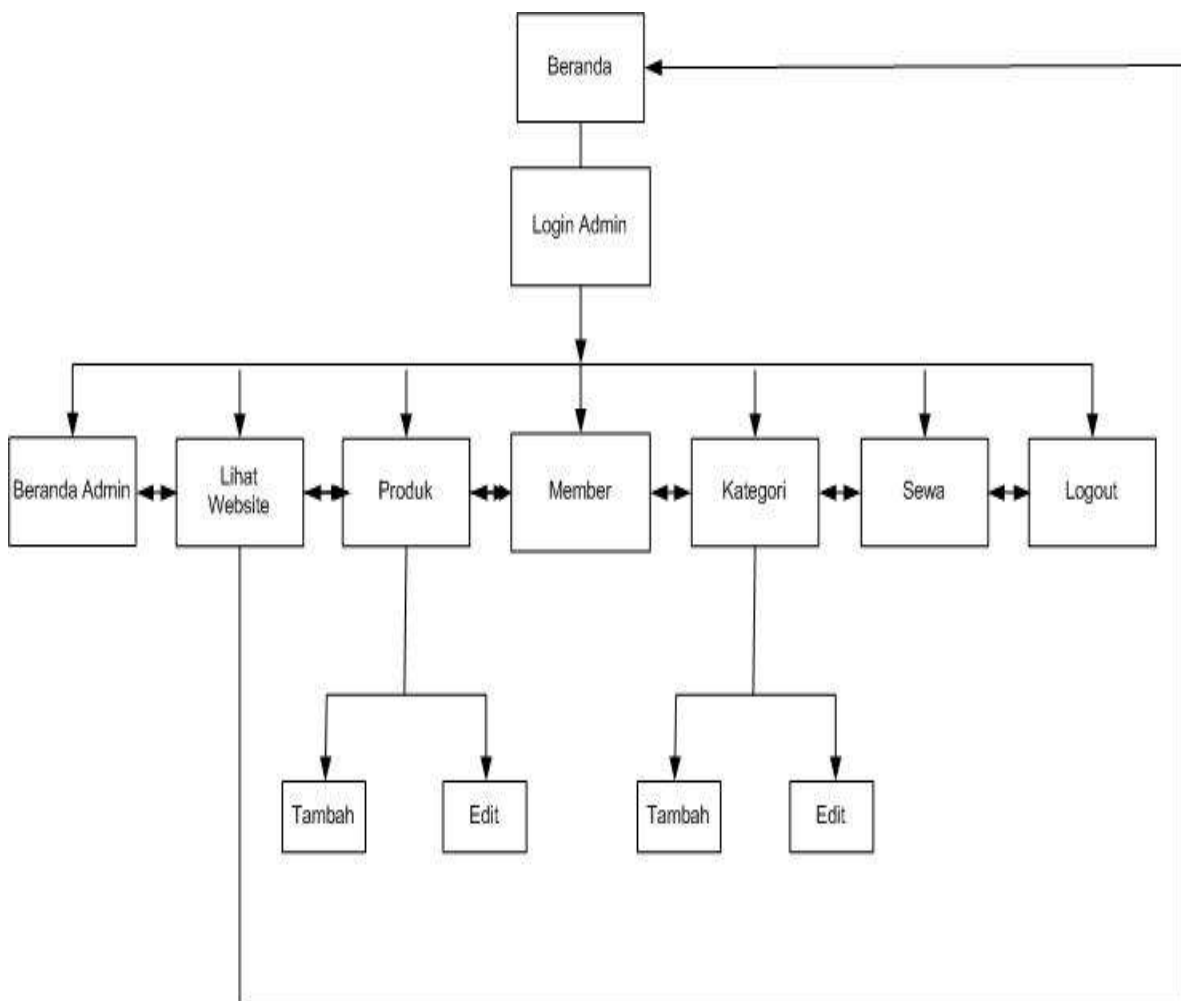 Beranda
Login Admin
Beranda Admin
Lihat
Website
Produk
Member
Kategori
Sewa
Logout
Tambah
Edit
Tambah
Edit